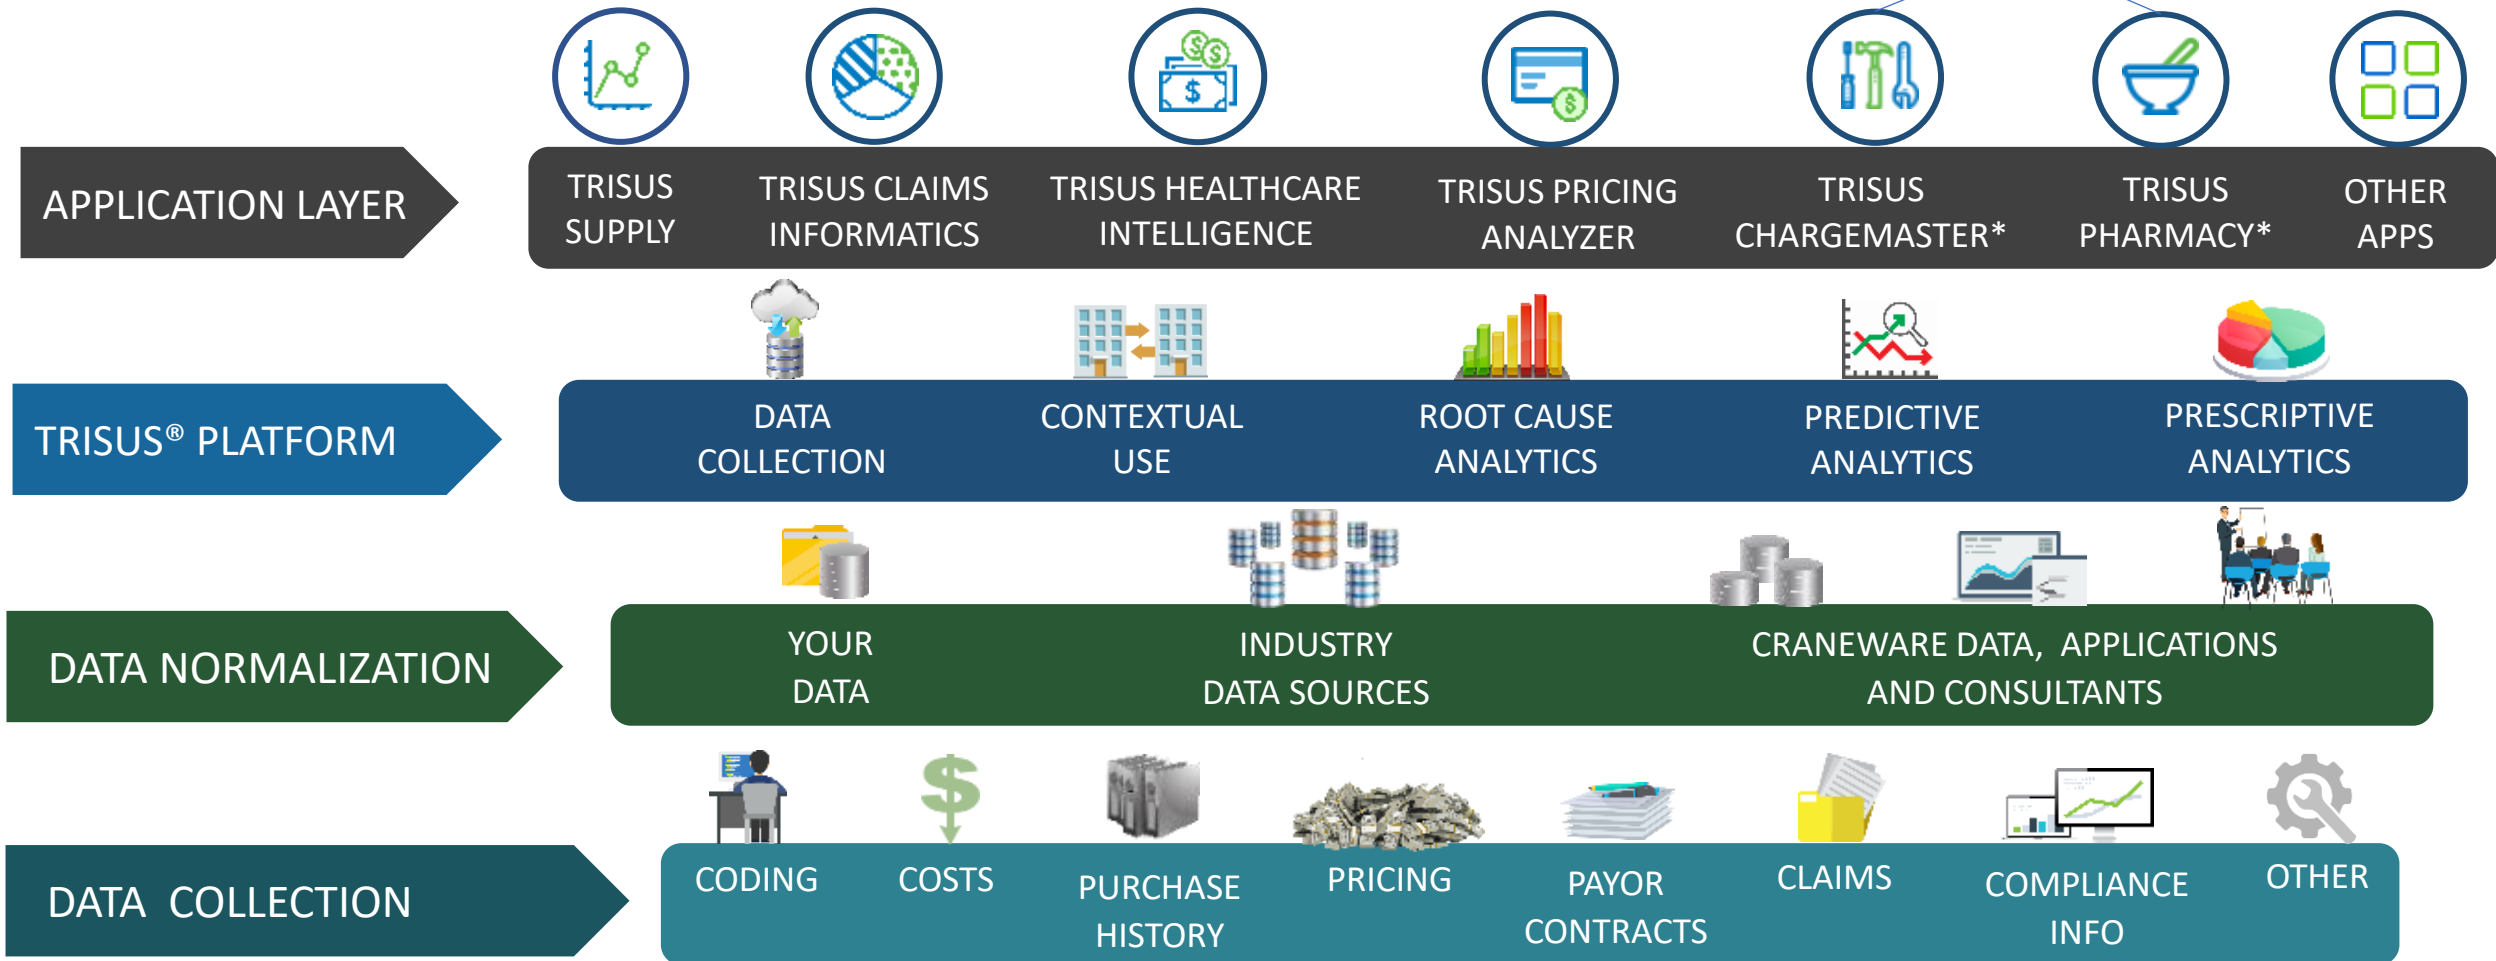 APPLICATION LAYER
TRISUS
SUPPLY
TRISUS CLAIMS
INFORMATICS
TRISUS HEALTHCARE
INTELLIGENCE
TRISUS PRICING
ANALYZER
TRISUS
CHARGEMASTER*
TRISUS
PHARMACY*
OTHER
APPS
TRISUS® PLATFORM
DATA
COLLECTION
CONTEXTUAL
USE
ROOT CAUSE
ANALYTICS
PREDICTIVE
ANALYTICS
PRESCRIPTIVE
ANALYTICS
DATA NORMALIZATION
YOUR
DATA
INDUSTRY
DATA SOURCES
CRANEWARE DATA, APPLICATIONS
AND CONSULTANTS
DATA COLLECTION
CODING
COSTS
PURCHASE
HISTORY
PRICING
PAYOR
CONTRACTS
CLAIMS
COMPLIANCE
INFO
OTHER